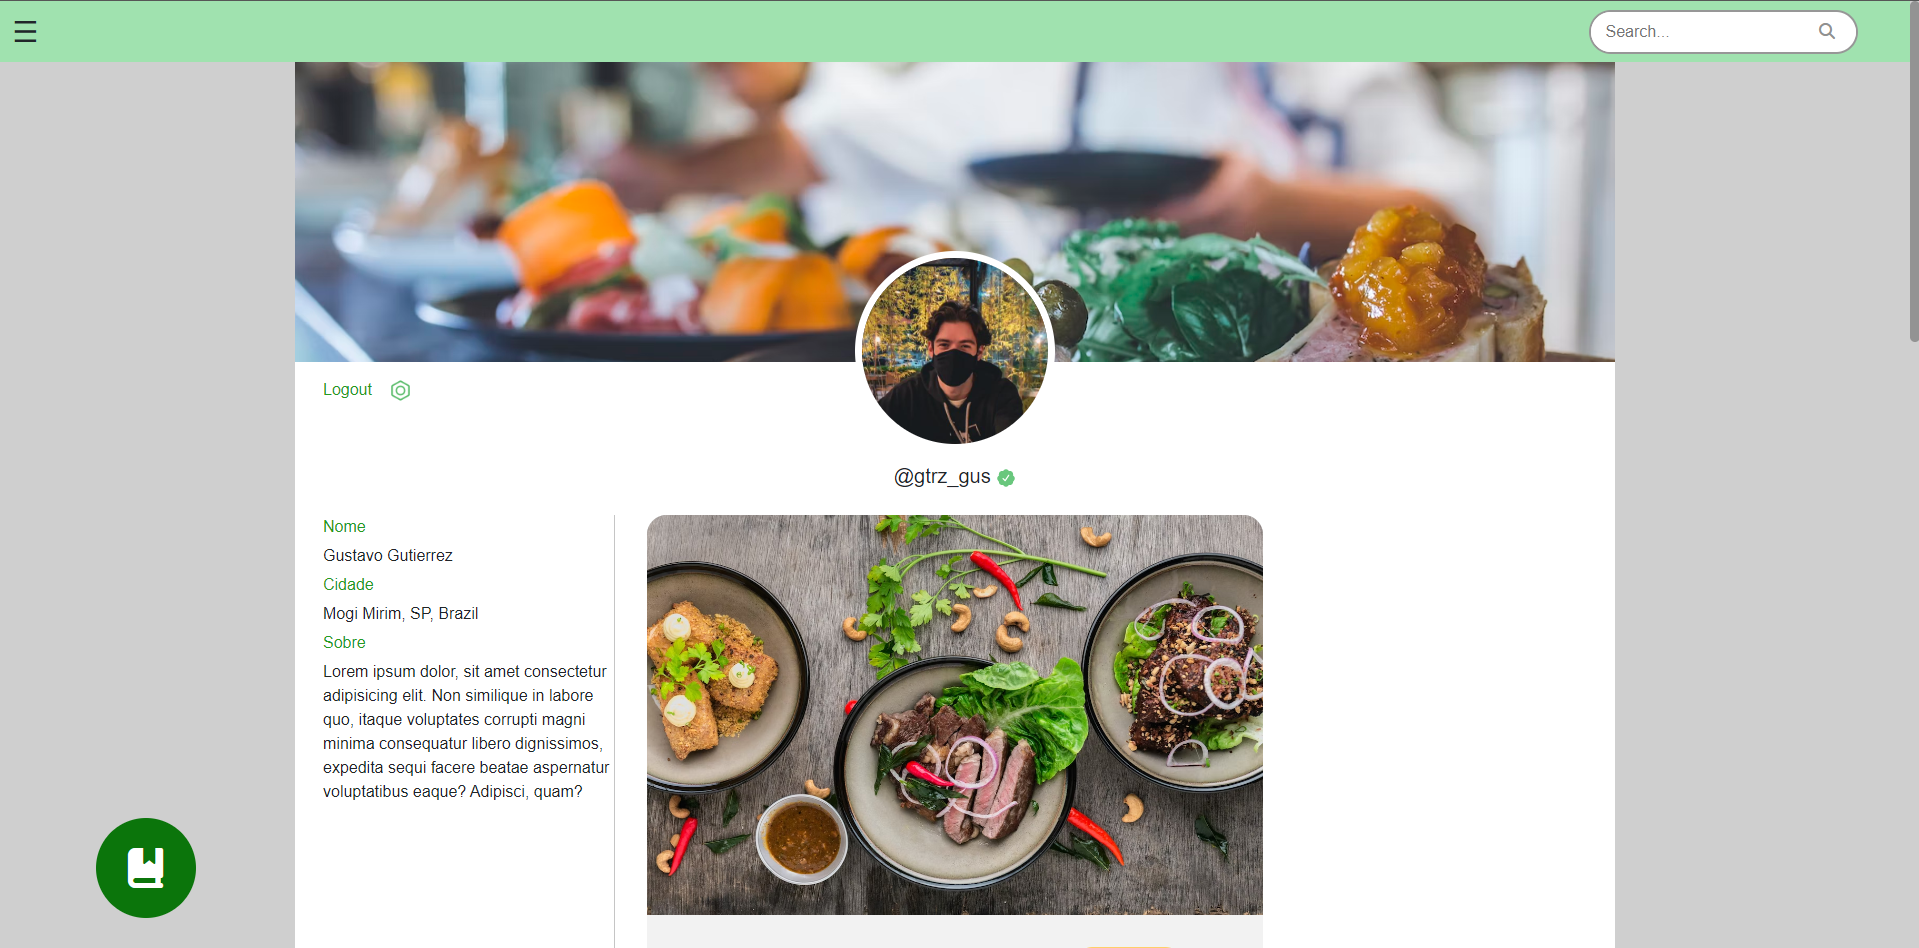 Search...
Logout
@gtrz_gus
Nome
Gustavo Gutierrez
Cidade
Mogi Mirim, SP, Brazil
Sobre
Lorem ipsum dolor, sit amet consectetur
adipisicing elit. Non similique in labore
quo, itaque voluptates corrupti magni
minima consequatur libero dignissimos,
expedita sequi facere beatae aspernatur
voluptatibus eaque? Adipisci, quam?